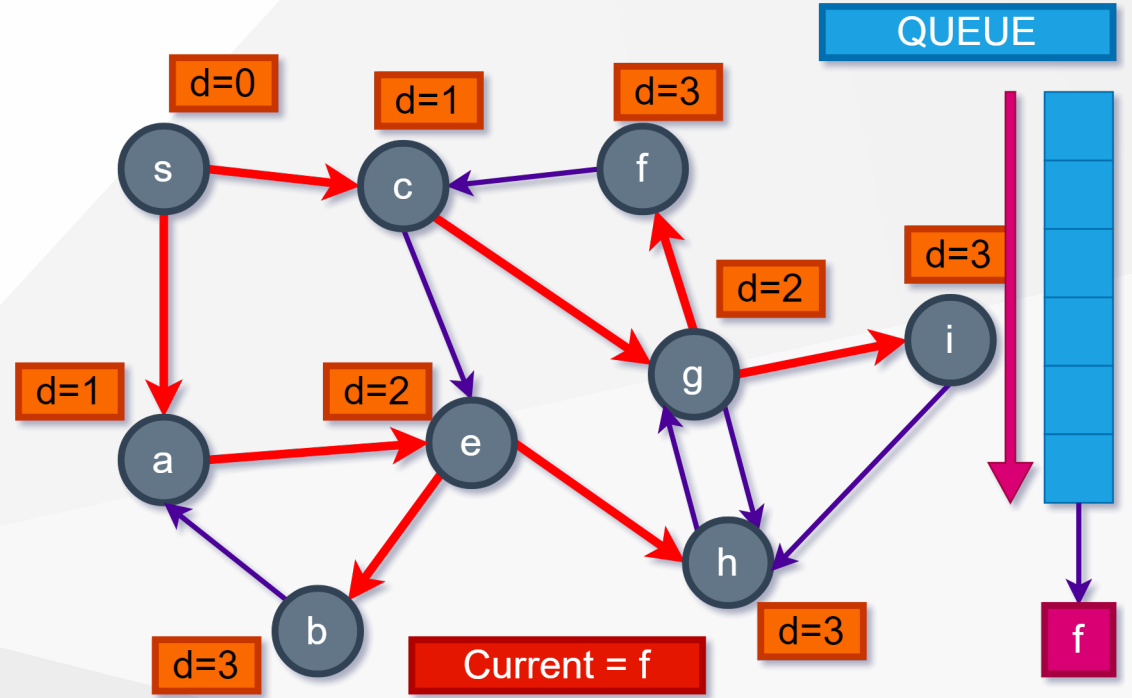 QUEUE
d=0
d=1
d=3
s
c
f
d=3
d=2
i
g
d=1
d=2
a
e
h
b
d=3
d=3
Current = f
f